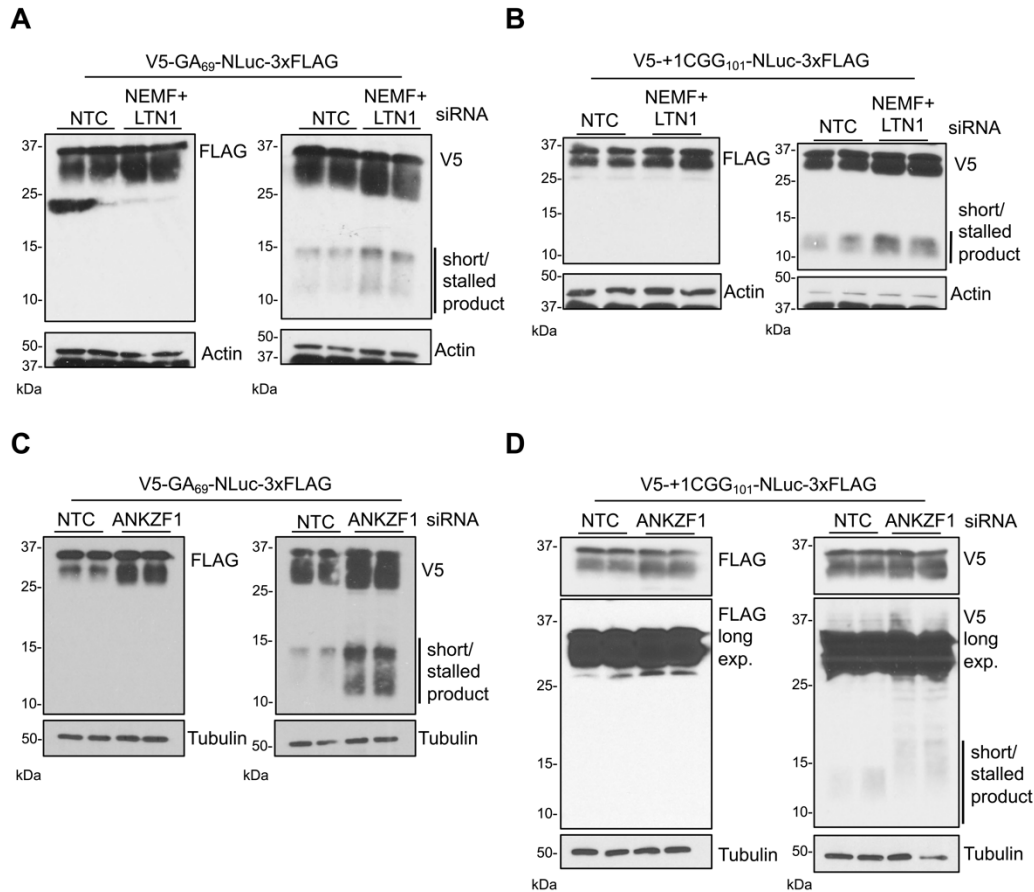 A
V5-GA₆₉-NLuc-3xFLAG
NTC
NEMF+
LTN1
NTC
NEMF+
LTN1
siRNA
37-
25-
15-
10-
FLAG
37-
25-
15-
10-
V5
short/
stalled
product
50-
37-
Actin
50-
37-
Actin
kDa
kDa
B
V5-+1CGG₁₀₁-NLuc-3xFLAG
NTC
NEMF+
LTN1
NTC
NEMF+
LTN1
siRNA
37-
25-
15-
10-
FLAG
37-
25-
15-
10-
V5
short/
stalled
product
50-
37-
Actin
50-
37-
Actin
kDa
kDa
C
V5-GA₆₉-NLuc-3xFLAG
NTC ANKZF1
NTC ANKZF1 siRNA
37-
25-
15-
10-
FLAG
37-
25-
15-
10-
V5
short/
stalled
product
50-
Tubulin
50-
Tubulin
kDa
kDa
D
V5-+1CGG₁₀₁-NLuc-3xFLAG
NTC ANKZF1
NTC ANKZF1 siRNA
37-
FLAG
37-
V5
37-
25-
15-
10-
FLAG
long
exp.
37-
25-
15-
10-
V5
long
exp.
short/
stalled
product
50-
Tubulin
50-
Tubulin
kDa
kDa